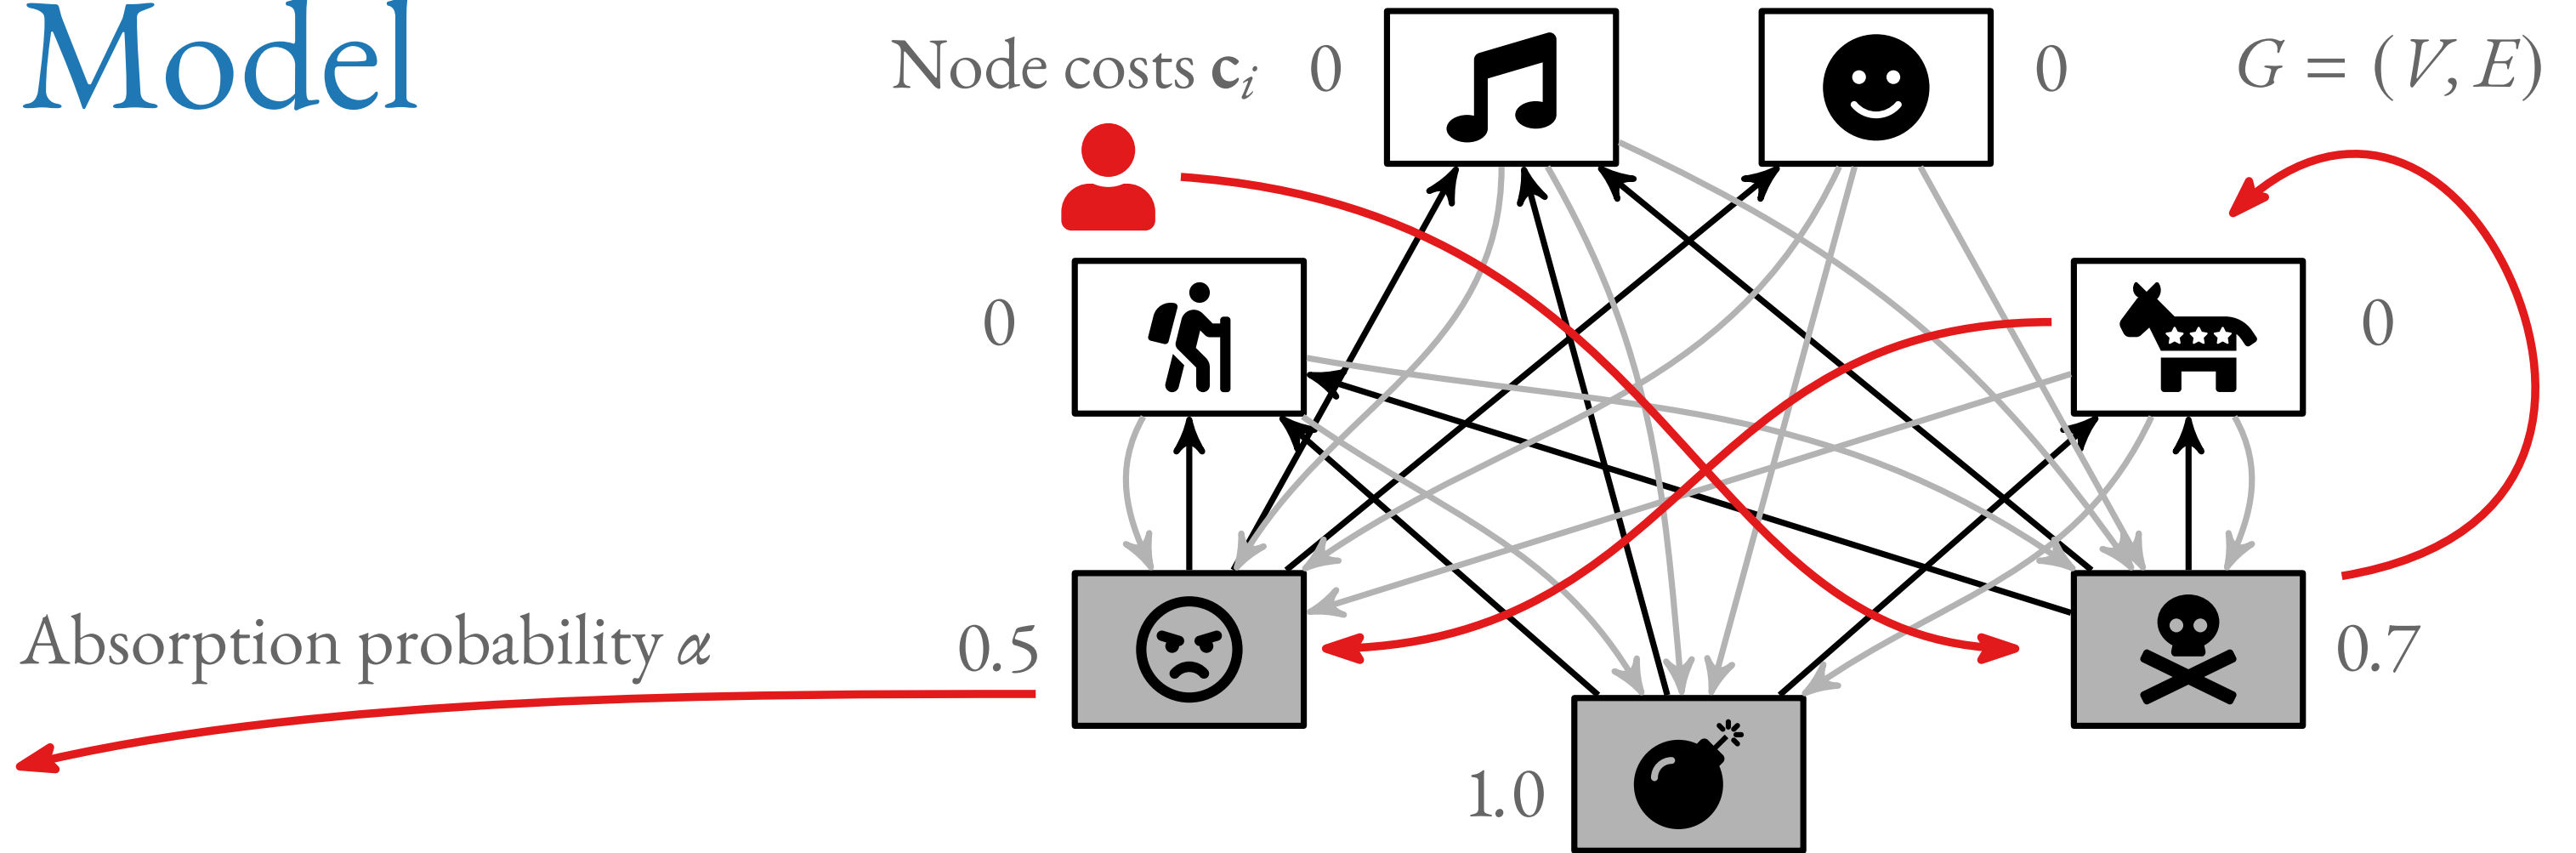 Model
Node costs c_i 0
0
G = (V, E)
0
0
Absorption probability α
0.5
0.7
1.0